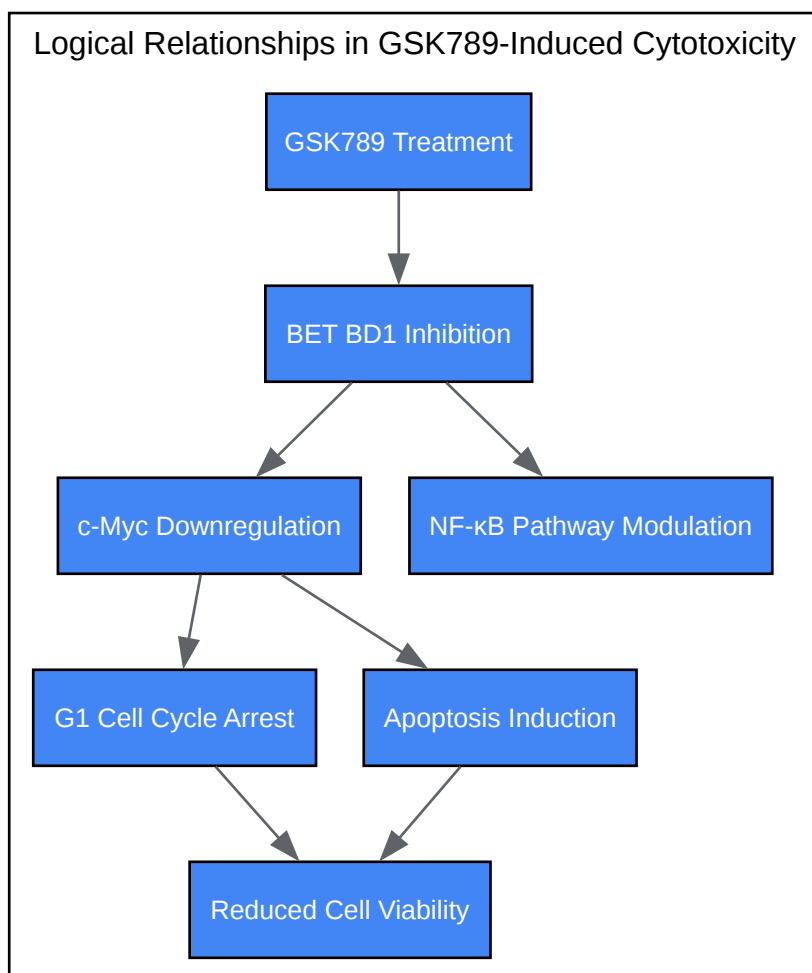 Logical Relationships in GSK789-Induced Cytotoxicity
GSK789 Treatment
BET BD1 Inhibition
c-Myc Downregulation
NF-κB Pathway Modulation
G1 Cell Cycle Arrest
Apoptosis Induction
Reduced Cell Viability